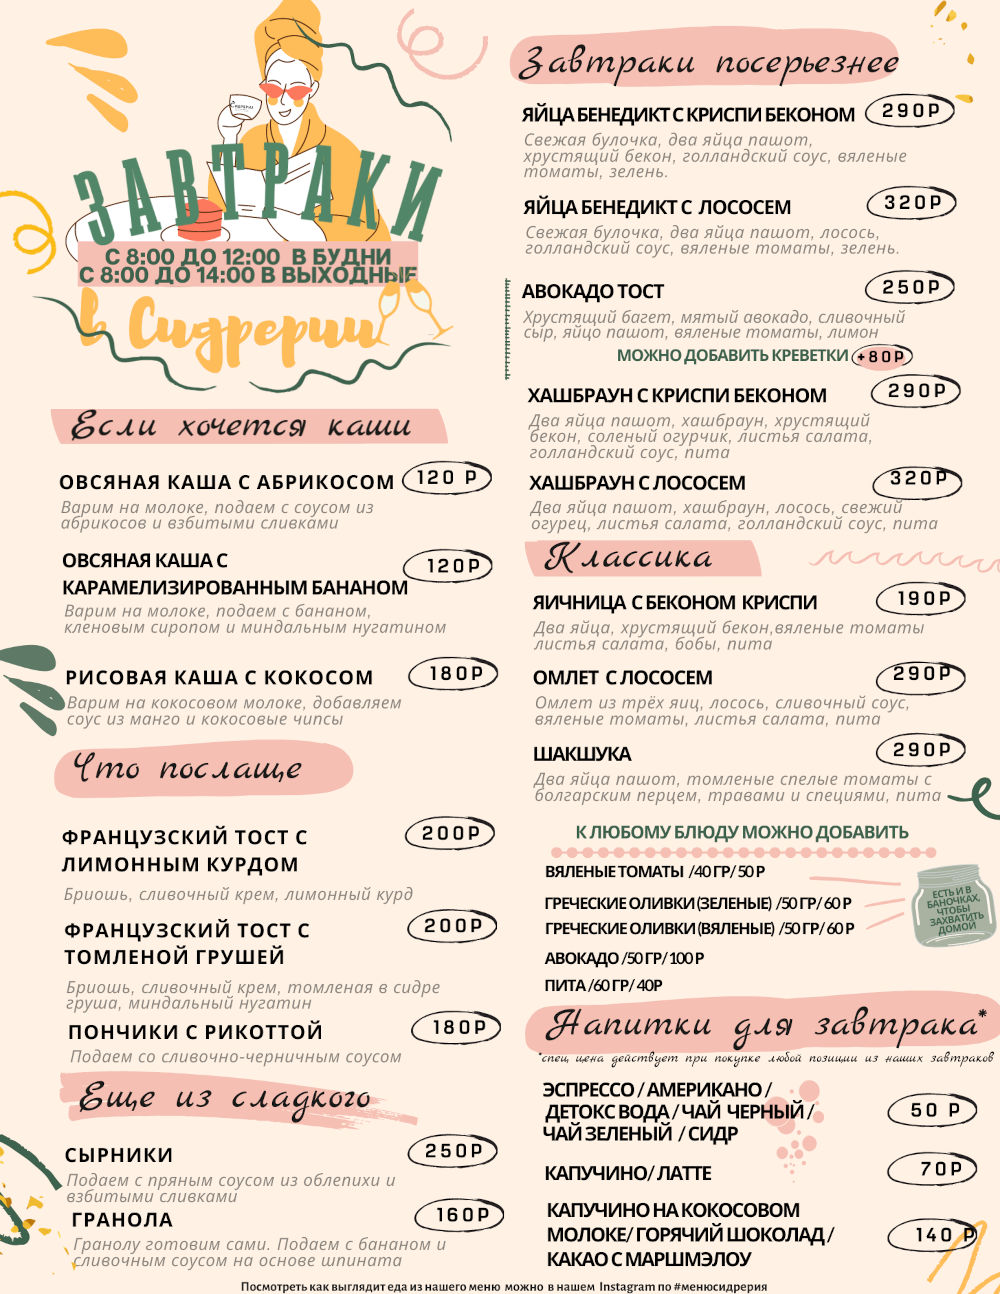 ЗАВТРАКИ
С 8:00 ДО 12:00 В БУДНИ
С 8:00 ДО 14:00 В ВЫХОДНЫЕ
в Сидрерии
Если хочется каши
ОВСЯНАЯ КАША С АБРИКОСОМ 120 Р
Варим на молоке, подаем с соусом из
абрикосов и взбитыми сливками
ОВСЯНАЯ КАША С
КАРАМЕЛИЗИРОВАННЫМ БАНАНОМ 120Р
Варим на молоке, подаем с бананом,
кленовым сиропом и миндальным нугатином
РИСОВАЯ КАША С КОКОСОМ 180Р
Варим на кокосовом молоке, добавляем
соус из манго и кокосовые чипсы
Что послаще
ФРАНЦУЗСКИЙ ТОСТ С 200Р
ЛИМОННЫМ КУРДОМ
Бриошь, сливочный крем, лимонный курд
ФРАНЦУЗСКИЙ ТОСТ С 200Р
ТОМЛЕНОЙ ГРУШЕЙ
Бриошь, сливочный крем, томленая в сидре
груша, миндальный нугатин
ПОНЧИКИ С РИКОТТОЙ 180Р
Подаем со сливочно-черничным соусом
Еще из сладкого
СЫРНИКИ 250Р
Подаем с пряным соусом из облепихи и
взбитыми сливками
ГРАНОЛА 160Р
Гранолу готовим сами. Подаем с бананом и
сливочным соусом на основе шпината
Завтраки посерьезнее
ЯЙЦА БЕНЕДИКТ С КРИСПИ БЕКОНОМ 290Р
Свежая булочка, два яйца пашот,
хрустящий бекон, голландский соус, вяленые
томаты, зелень.
ЯЙЦА БЕНЕДИКТ С ЛОСОСЕМ 320Р
Свежая булочка, два яйца пашот, лосось,
голландский соус, вяленые томаты, зелень.
АВОКАДО ТОСТ 250Р
Хрустящий багет, мятый авокадо, сливочный
сыр, яйцо пашот, вяленые томаты, лимон
МОЖНО ДОБАВИТЬ КРЕВЕТКИ +80Р
ХАШБРАУН С КРИСПИ БЕКОНОМ 290Р
Два яйца пашот, хашбраун, хрустящий
бекон, соленый огурчик, листья салата,
голландский соус, пита
ХАШБРАУН С ЛОСОСЕМ 320Р
Два яйца пашот, хашбраун, лосось, свежий
огурец, листья салата, голландский соус, пита
Классика
ЯИЧНИЦА С БЕКОНОМ КРИСПИ 190Р
Два яйца, хрустящий бекон,вяленые томаты
листья салата, бобы, пита
ОМЛЕТ С ЛОСОСЕМ 290Р
Омлет из трёх яиц, лосось, сливочный соус,
вяленые томаты, листья салата, пита
ШАКШУКА 290Р
Два яйца пашот, томленые спелые томаты с
болгарским перцем, травами и специями, пита
К ЛЮБОМУ БЛЮДУ МОЖНО ДОБАВИТЬ
ВЯЛЕНЫЕ ТОМАТЫ /40 ГР/ 50 Р
ГРЕЧЕСКИЕ ОЛИВКИ (ЗЕЛЕНЫЕ) /50 ГР/ 60 Р
ГРЕЧЕСКИЕ ОЛИВКИ (ВЯЛЕНЫЕ) /50 ГР/ 60 Р
АВОКАДО /50 ГР/ 100 Р
ПИТА /60 ГР/ 40Р
ЕСТЬ И В
БАНОЧКАХ,
ЧТОБЫ
ЗАХВАТИТЬ
ДОМОЙ
Напитки для завтрака*
*спец цена действует при покупке любой позиции из наших завтраков
ЭСПРЕССО / АМЕРИКАНО /
ДЕТОКС ВОДА / ЧАЙ ЧЕРНЫЙ / 50 Р
ЧАЙ ЗЕЛЕНЫЙ / СИДР
КАПУЧИНО/ ЛАТТЕ 70Р
КАПУЧИНО НА КОКОСОВОМ
МОЛОКЕ/ ГОРЯЧИЙ ШОКОЛАД / 140 Р
КАКАО С МАРШМЭЛОУ
Посмотреть как выглядит еда из нашего меню можно в нашем Instagram по #менюсидрерия